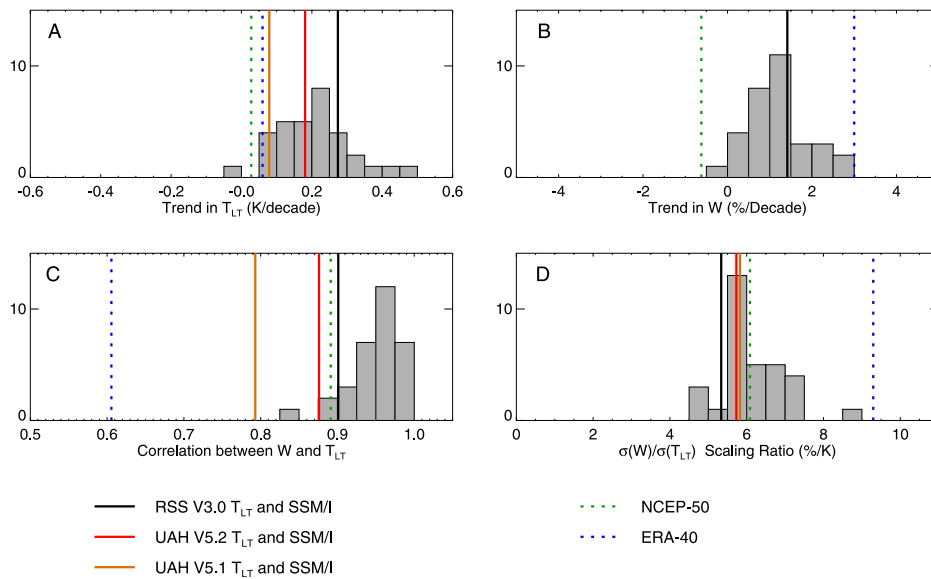 A
10
0
-0.6 -0.4 -0.2 -0.0 0.2 0.4 0.6
Trend in T_LT (K/decade)
B
10
0
-4 -2 0 2 4
Trend in W (%/Decade)
C
10
0
0.5 0.6 0.7 0.8 0.9 1.0
Correlation between W and T_LT
D
10
0
0 2 4 6 8 10
σ(W)/σ(T_LT) Scaling Ratio (%/K)
RSS V3.0 T_LT and SSM/I
UAH V5.2 T_LT and SSM/I
UAH V5.1 T_LT and SSM/I
NCEP-50
ERA-40